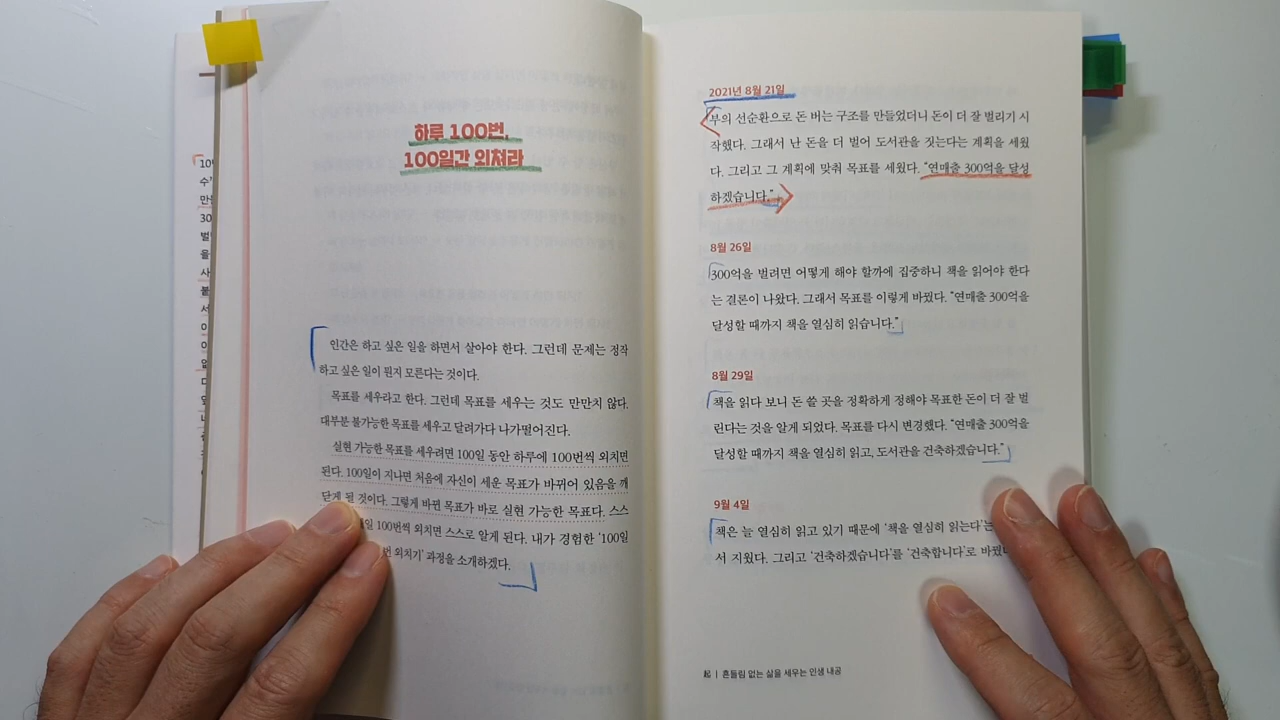 하루 100번,
100일간 외쳐라
인간은 하고 싶은 일을 하면서 살아야 한다. 그런데 문제는 정작
하고 싶은 일이 뭔지 모른다는 것이다.
목표를 세우라고 한다. 그런데 목표를 세우는 것도 만만치 않다.
대부분 불가능한 목표를 세우고 달려가다 나가떨어진다.
실현 가능한 목표를 세우려면 100일 동안 하루에 100번씩 외치면
된다. 100일이 지나면 처음에 자신이 세운 목표가 바뀌어 있음을 깨
닫게 될 것이다. 그렇게 바뀐 목표가 바로 실현 가능한 목표다. 스스
100번씩 외치면 스스로 알게 된다. 내가 경험한 ‘100일
외치기’ 과정을 소개하겠다.
2021년 8월 21일
부의 선순환으로 돈 버는 구조를 만들었더니 돈이 더 잘 벌리기 시
작했다. 그래서 난 돈을 더 벌어 도서관을 짓는다는 계획을 세웠
다. 그리고 그 계획에 맞춰 목표를 세웠다. “연매출 300억을 달성
하겠습니다.”
8월 26일
300억을 벌려면 어떻게 해야 할까에 집중하니 책을 읽어야 한다
는 결론이 나왔다. 그래서 목표를 이렇게 바꿨다. “연매출 300억을
달성할 때까지 책을 열심히 읽습니다.”
8월 29일
책을 읽다 보니 돈 쓸 곳을 정확하게 정해야 목표한 돈이 더 잘 벌
린다는 것을 알게 되었다. 목표를 다시 변경했다. “연매출 300억을
달성할 때까지 책을 열심히 읽고, 도서관을 건축하겠습니다.”
9월 4일
책은 늘 열심히 읽고 있기 때문에 ‘책을 열심히 읽는다’는
서 지웠다. 그리고 ‘건축하겠습니다’를 ‘건축합니다’로
起 | 흔들림 없는 삶을 세우는 인생 내공